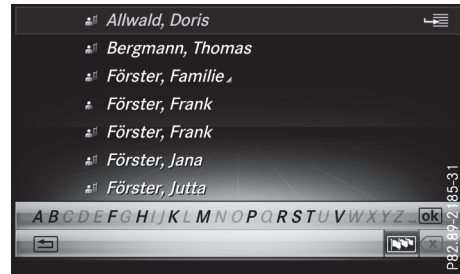 Allwald, Doris
Bergmann, Thomas
Förster, Familie
Förster, Frank
Förster, Frank
Förster, Jana
Förster, Jutta
A B C D E F G H I J K L M N O P Q R S T U V W X Y Z _ ok
X
P82.89-2185-31